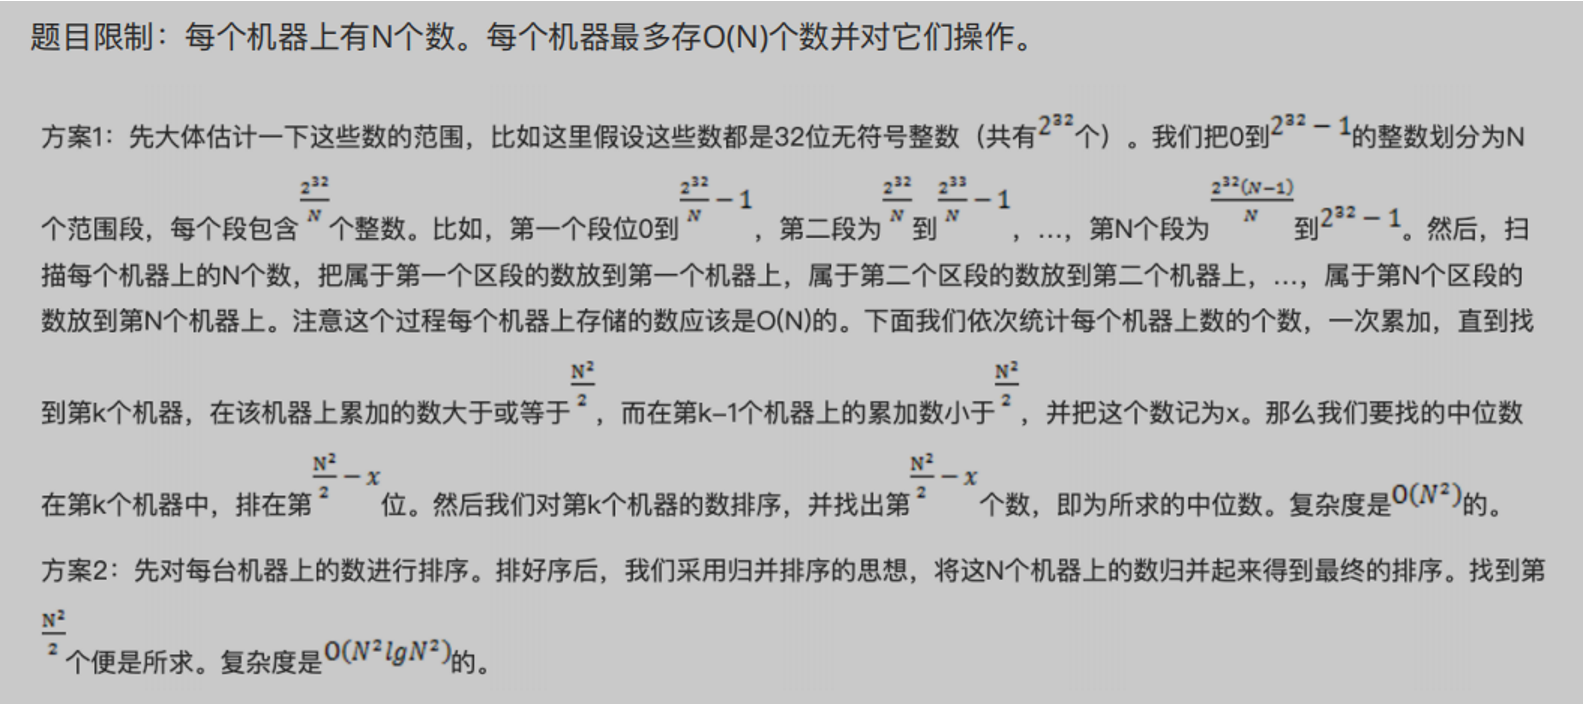 题目限制：每个机器上有N个数。每个机器最多存O(N)个数并对它们操作。
方案1：先大体估计一下这些数的范围，比如这里假设这些数都是32位无符号整数（共有2^32个）。我们把0到2^32 − 1的整数划分为N
个范围段，每个段包含2^32/N个整数。比如，第一个段位0到2^32/N − 1，第二段为2^32/N到2^33/N − 1，…，第N个段为2^32(N−1)/N到2^32 − 1。然后，扫
描每个机器上的N个数，把属于第一个区段的数放到第一个机器上，属于第二个区段的数放到第二个机器上，…，属于第N个区段的
数放到第N个机器上。注意这个过程每个机器上存储的数应该是O(N)的。下面我们依次统计每个机器上数的个数，一次累加，直到找
到第k个机器，在该机器上累加的数大于或等于N^2/2，而在第k-1个机器上的累加数小于N^2/2，并把这个数记为x。那么我们要找的中位数
在第k个机器中，排在第N^2/2 − x位。然后我们对第k个机器的数排序，并找出第N^2/2 − x个数，即为所求的中位数。复杂度是O(N^2)的。
方案2：先对每台机器上的数进行排序。排好序后，我们采用归并排序的思想，将这N个机器上的数归并起来得到最终的排序。找到第
N^2/2个便是所求。复杂度是O(N^2lgN^2)的。